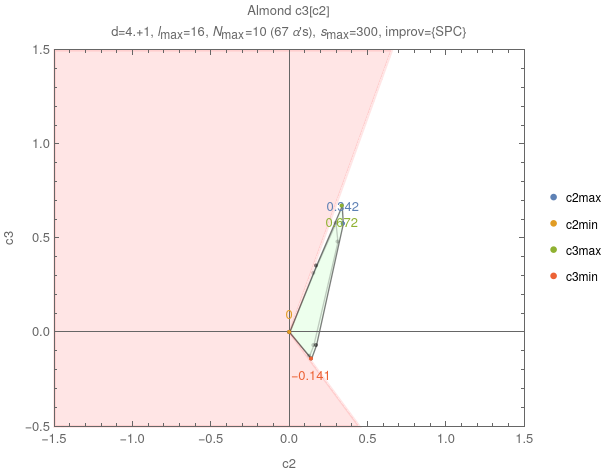 Almond c3[c2]
d=4.+1, lmax=16, Nmax=10 (67 α's), smax=300, improv={SPC}
1.5
1.0
0.5
0.0
−0.5
c3
−1.5
−1.0
−0.5
0.0
0.5
1.0
1.5
c2
0.342
0.672
0
−0.141
c2max
c2min
c3max
c3min